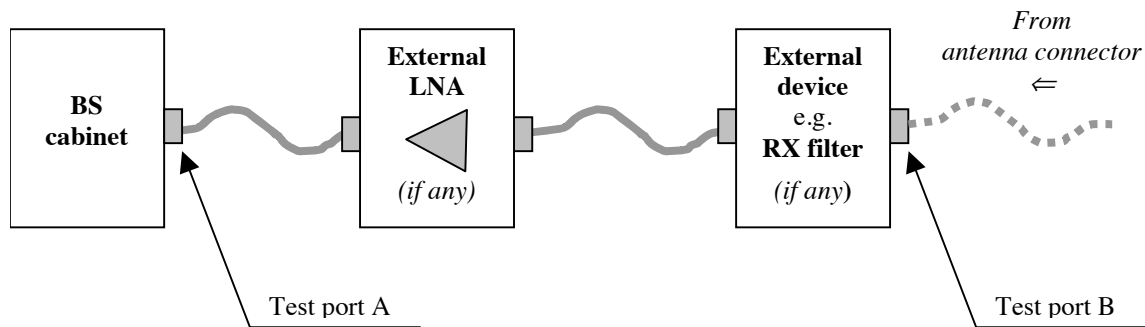 BS
cabinet
External
LNA
(if any)
External
device
e.g.
RX filter
(if any)
From
antenna connector
⇐
Test port A
Test port B